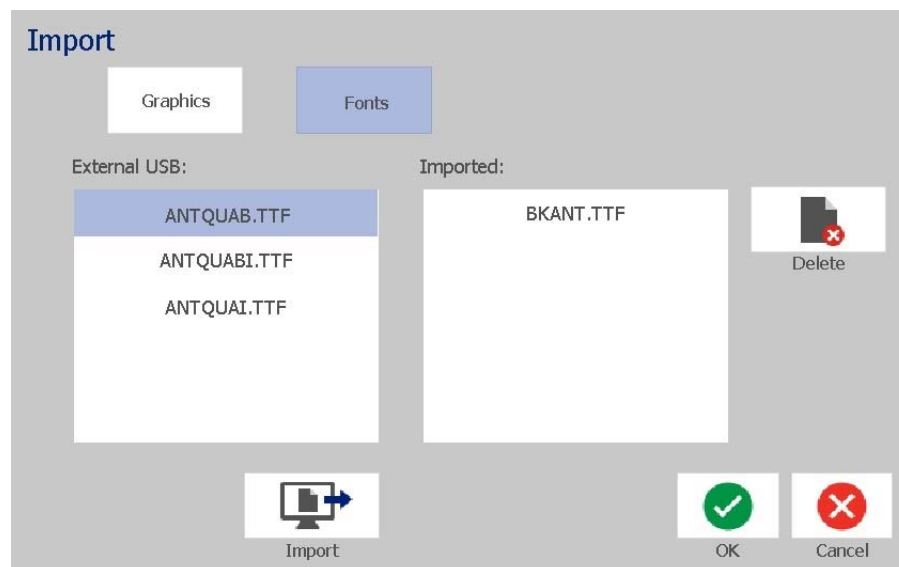 Import
Graphics
Fonts
External USB:
Imported:
ANTQUAB.TTF
ANTQUABI.TTF
ANTQUAI.TTF
BKANT.TTF
Delete
Import
OK
Cancel